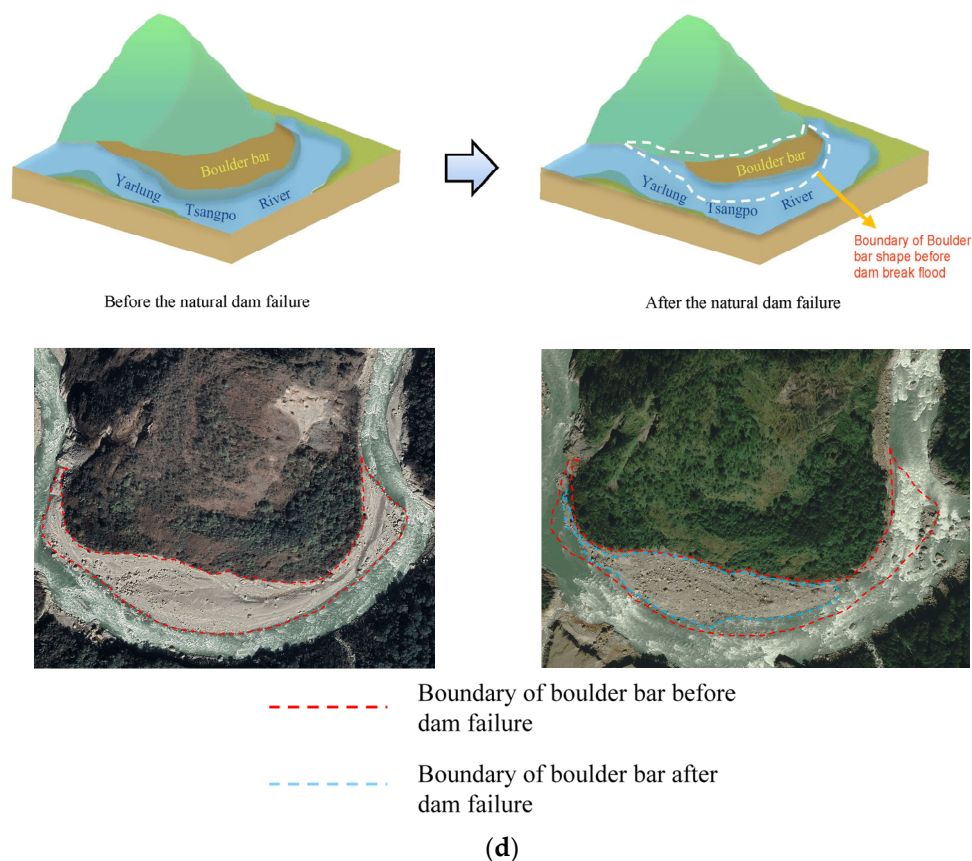 Boulder bar
Yarlung Tsangpo River
Boulder bar
Yarlung Tsangpo River
Boundary of Boulder
bar shape before
dam break flood
Before the natural dam failure
After the natural dam failure
Boundary of boulder bar before
dam failure
Boundary of boulder bar after
dam failure
(d)